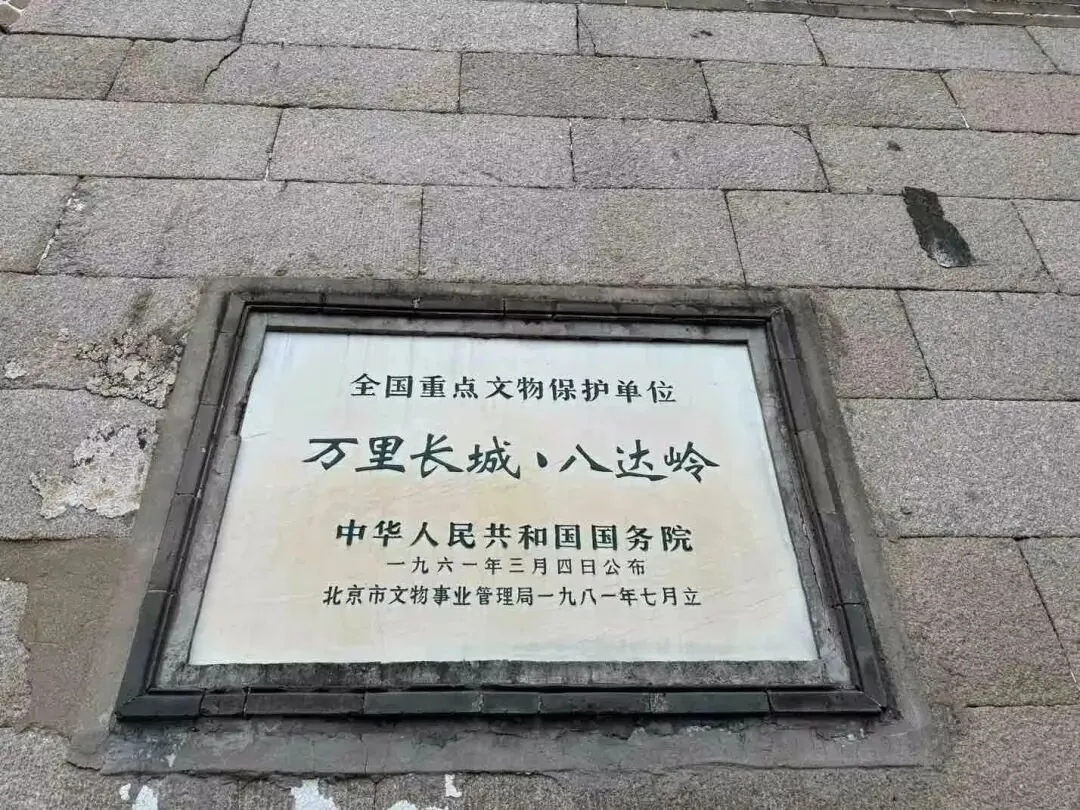 全国重点文物保护单位
万里长城·八达岭
中华人民共和国国务院
一九六一年三月四日公布
北京市文物事业管理局一九八一年七月立